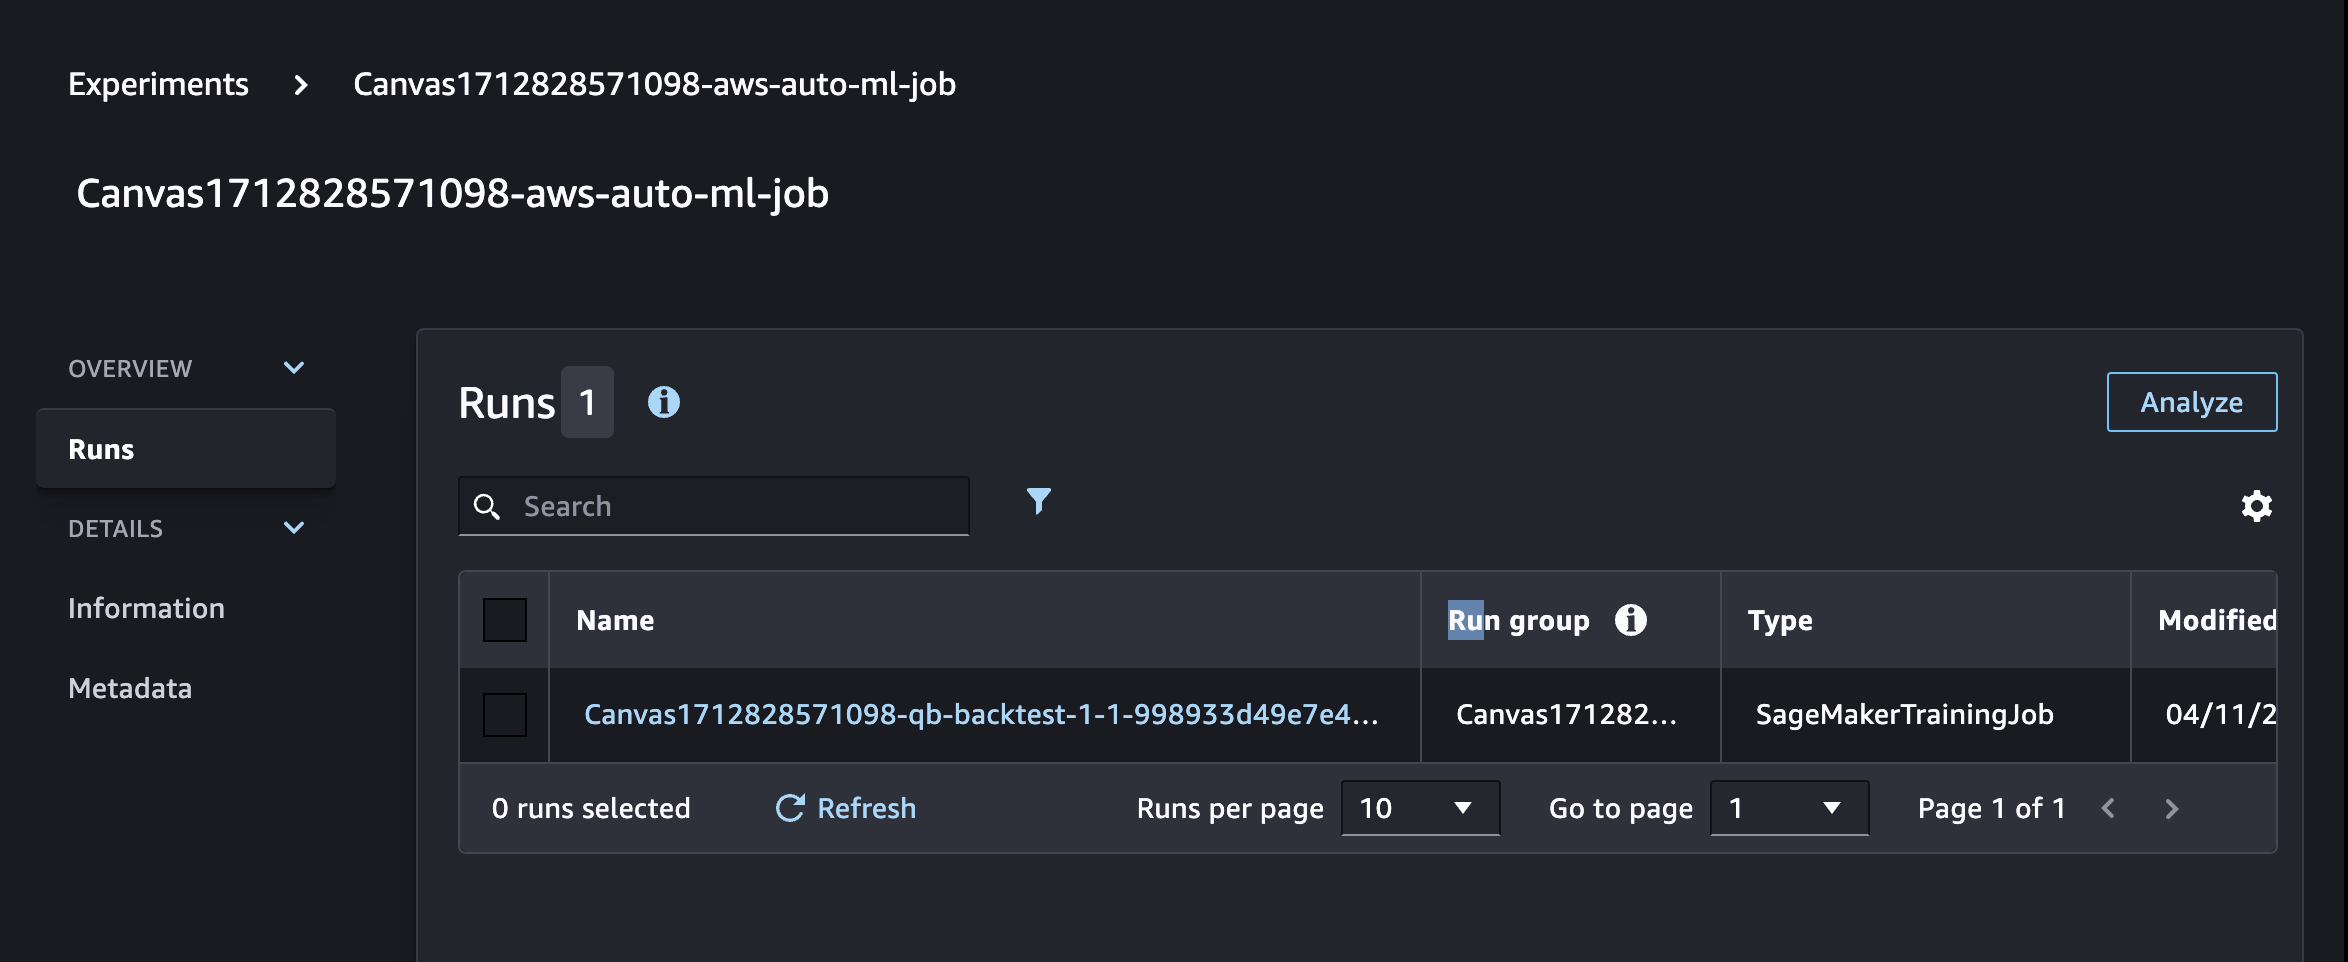 Experiments > Canvas1712828571098-aws-auto-ml-job
Canvas1712828571098-aws-auto-ml-job
OVERVIEW
Runs
DETAILS
Information
Metadata
Runs 1
Analyze
Search
Name Run group Type Modified
Canvas1712828571098-qb-backtest-1-1-998933d49e7e4... Canvas171282... SageMakerTrainingJob 04/11/2
0 runs selected Refresh Runs per page 10 Go to page 1 Page 1 of 1